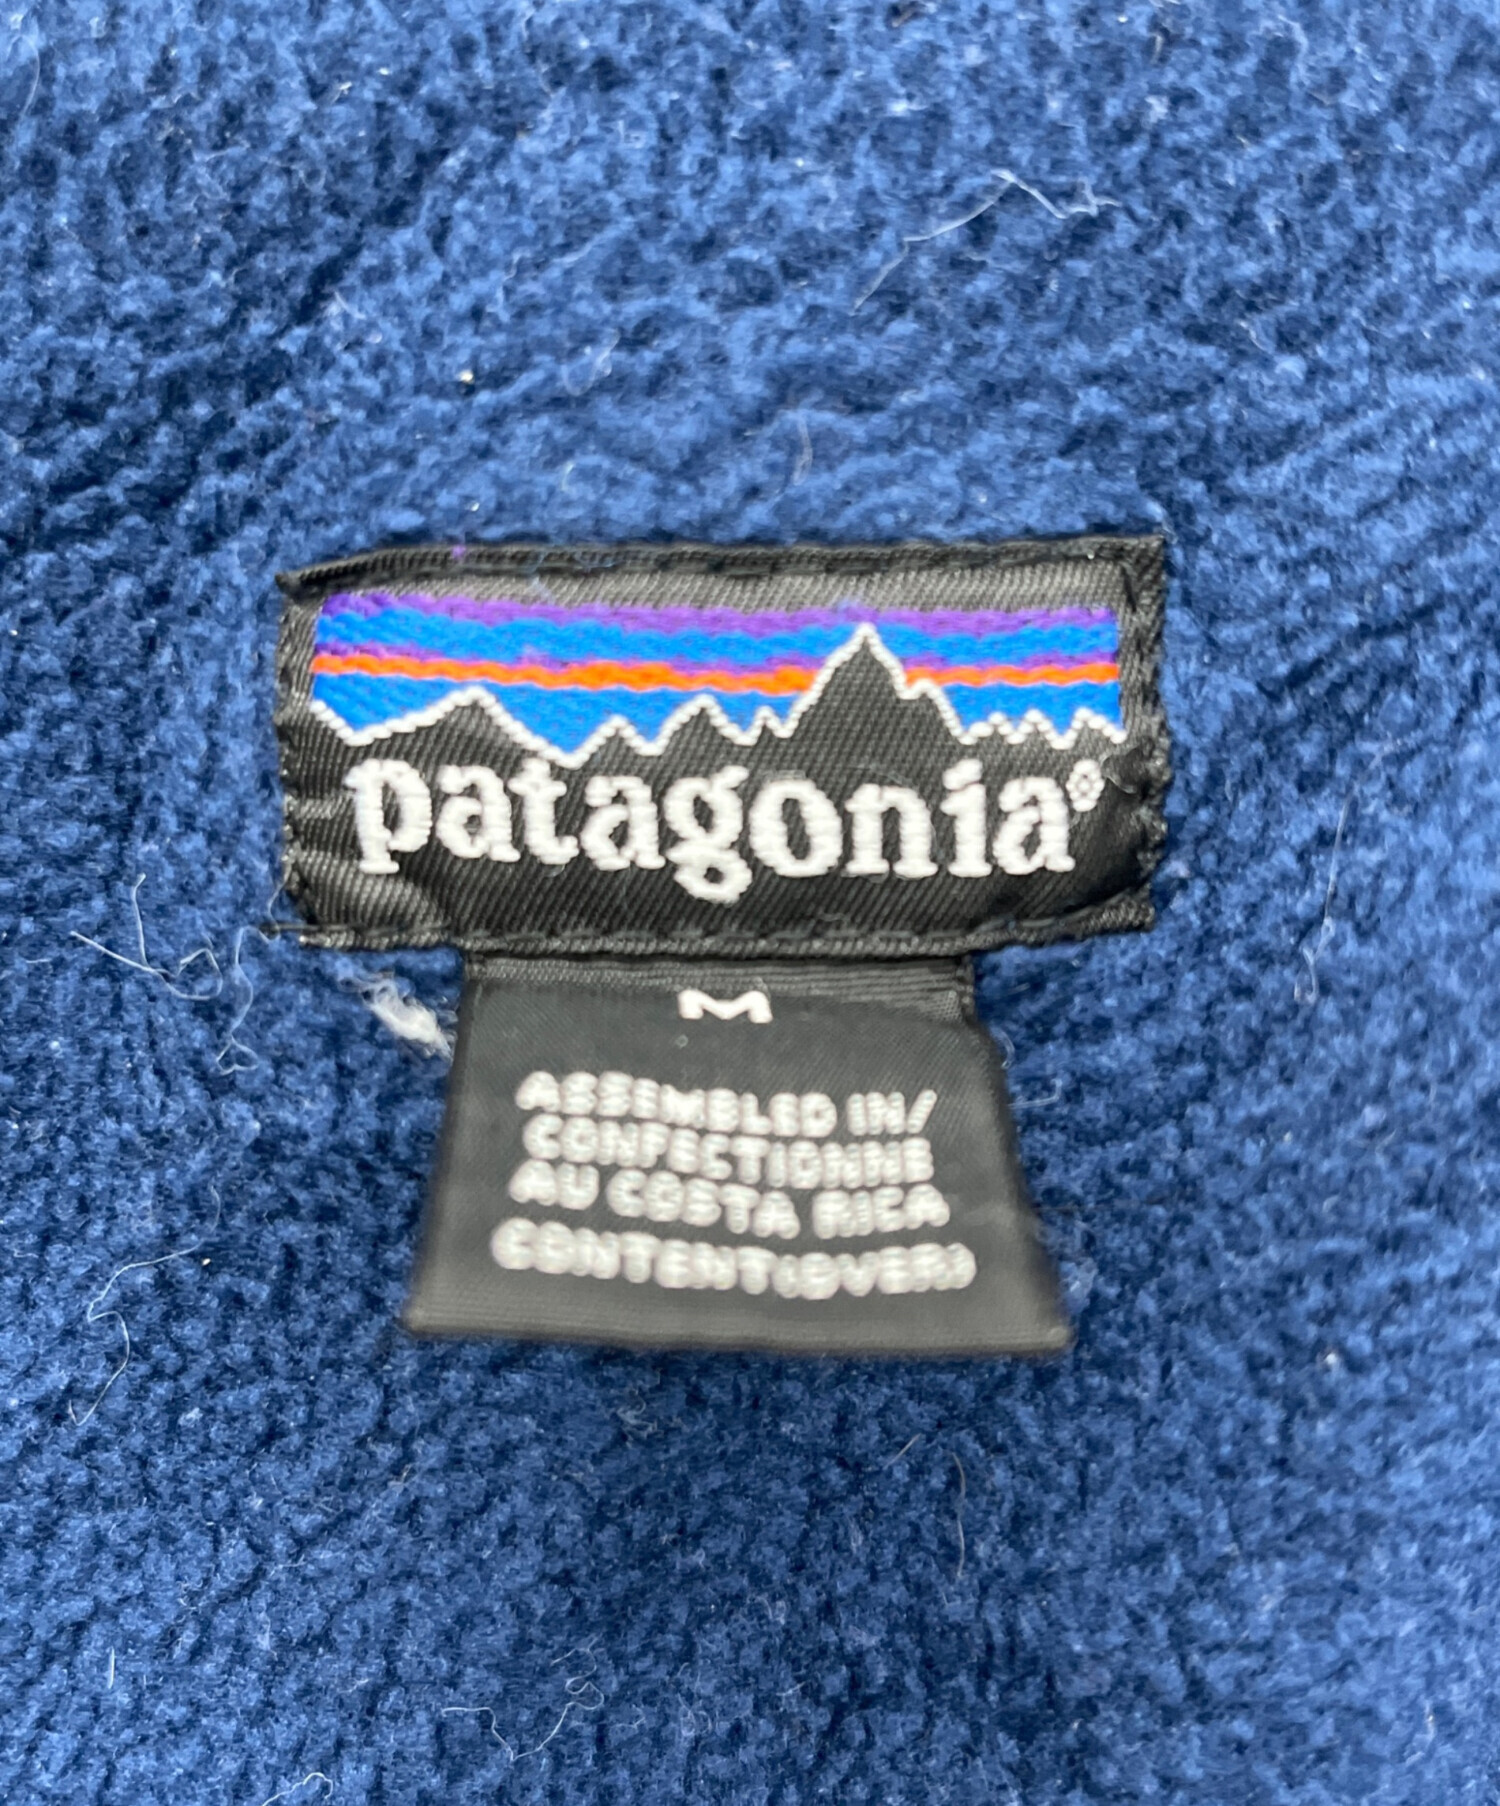 patagonia®
M
ASSEMBLED IN/
CONFECTIONNE
AU COSTA RICA
CONTENT(OVER)